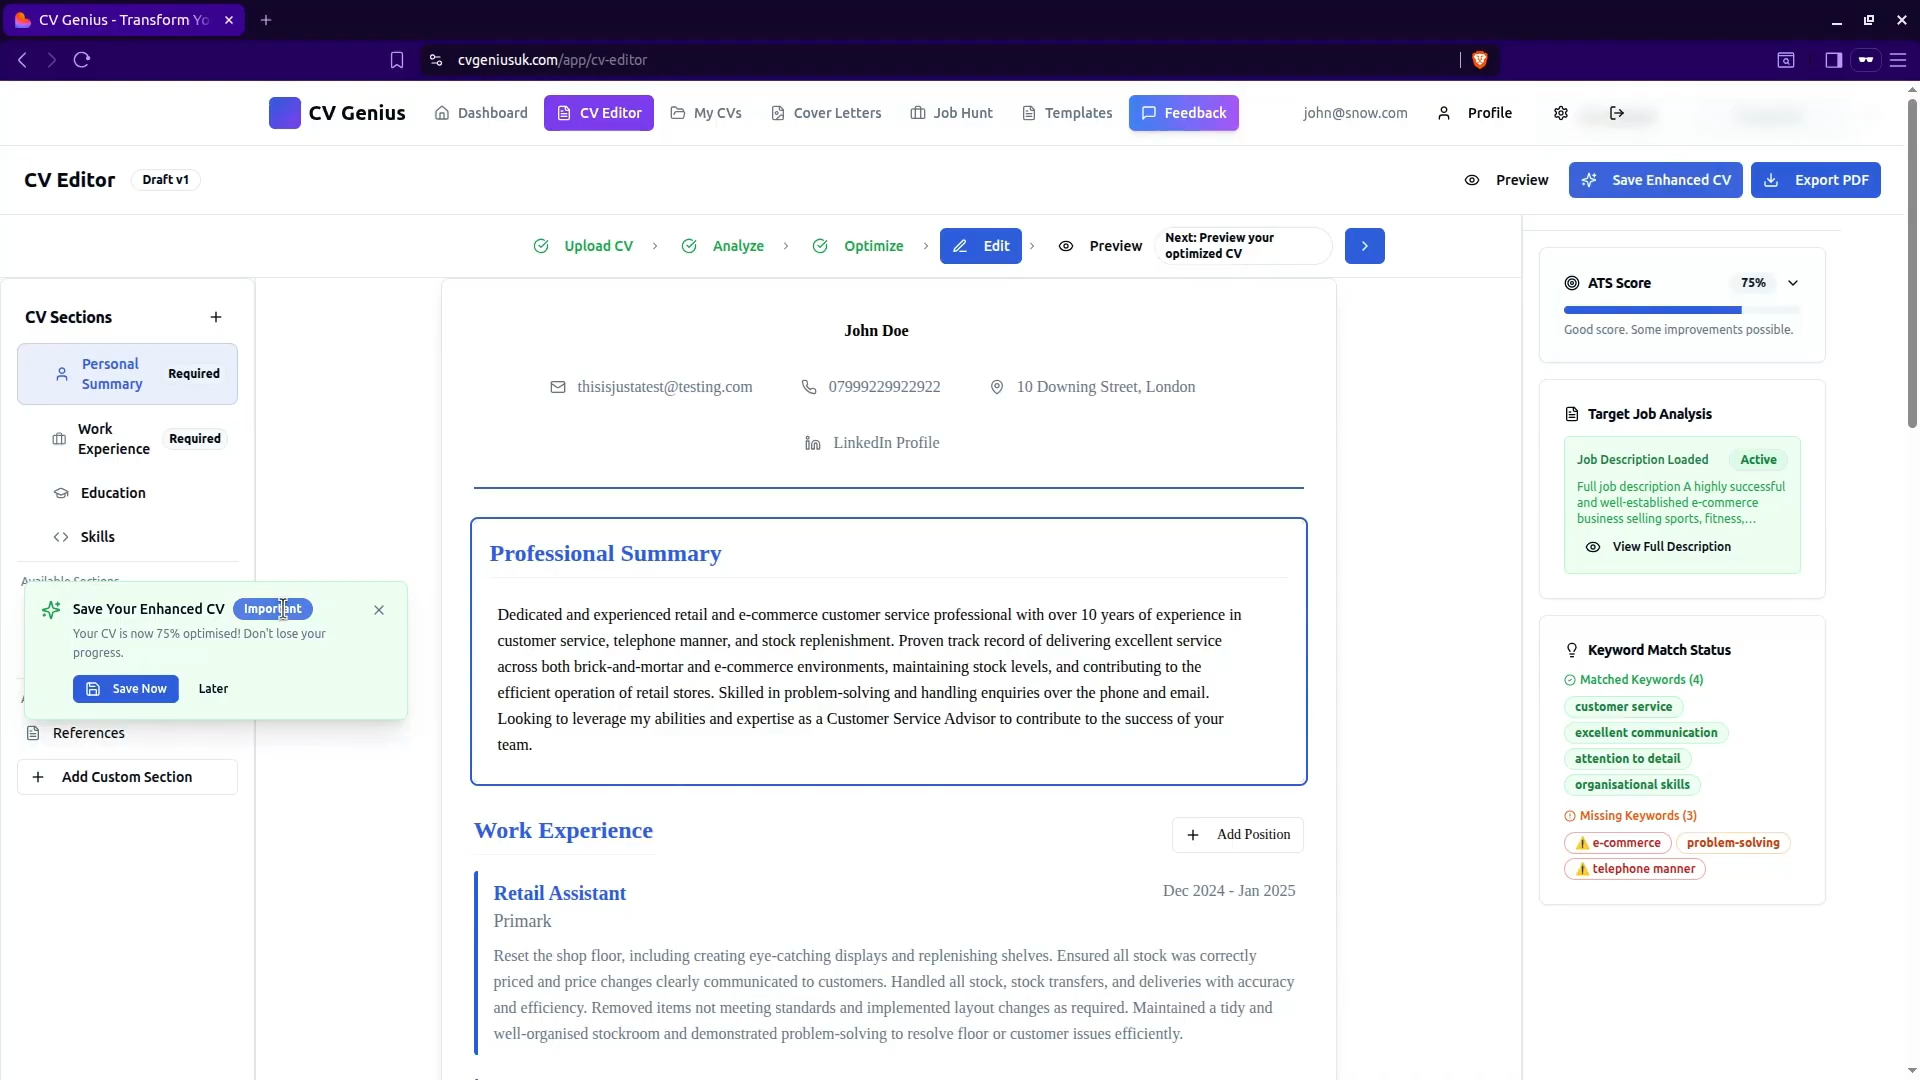 CV Genius - Transform Yo
cvgeniusuk.com/app/cv-editor
CV Genius
Dashboard
CV Editor
My CVs
Cover Letters
Job Hunt
Templates
Feedback
john@snow.com
Profile
CV Editor
Draft v1
Preview
Save Enhanced CV
Export PDF
Upload CV
Analyze
Optimize
Edit
Preview
Next: Preview your
optimized CV
CV Sections
Personal
Summary
Required
Work
Experience
Required
Education
Skills
Available Sections
Save Your Enhanced CV
Important
Your CV is now 75% optimised! Don't lose your
progress.
Save Now
Later
References
Add Custom Section
John Doe
thisisjustatest@testing.com
07999229922922
10 Downing Street, London
LinkedIn Profile
Professional Summary
Dedicated and experienced retail and e-commerce customer service professional with over 10 years of experience in
customer service, telephone manner, and stock replenishment. Proven track record of delivering excellent service
across both brick-and-mortar and e-commerce environments, maintaining stock levels, and contributing to the
efficient operation of retail stores. Skilled in problem-solving and handling enquiries over the phone and email.
Looking to leverage my abilities and expertise as a Customer Service Advisor to contribute to the success of your
team.
Work Experience
Add Position
Retail Assistant
Dec 2024 - Jan 2025
Primark
Reset the shop floor, including creating eye-catching displays and replenishing shelves. Ensured all stock was correctly
priced and price changes clearly communicated to customers. Handled all stock, stock transfers, and deliveries with accuracy
and efficiency. Removed items not meeting standards and implemented layout changes as required. Maintained a tidy and
well-organised stockroom and demonstrated problem-solving to resolve floor or customer issues efficiently.
ATS Score
75%
Good score. Some improvements possible.
Target Job Analysis
Job Description Loaded
Active
Full job description A highly successful
and well-established e-commerce
business selling sports, fitness,...
View Full Description
Keyword Match Status
Matched Keywords (4)
customer service
excellent communication
attention to detail
organisational skills
Missing Keywords (3)
e-commerce
problem-solving
telephone manner